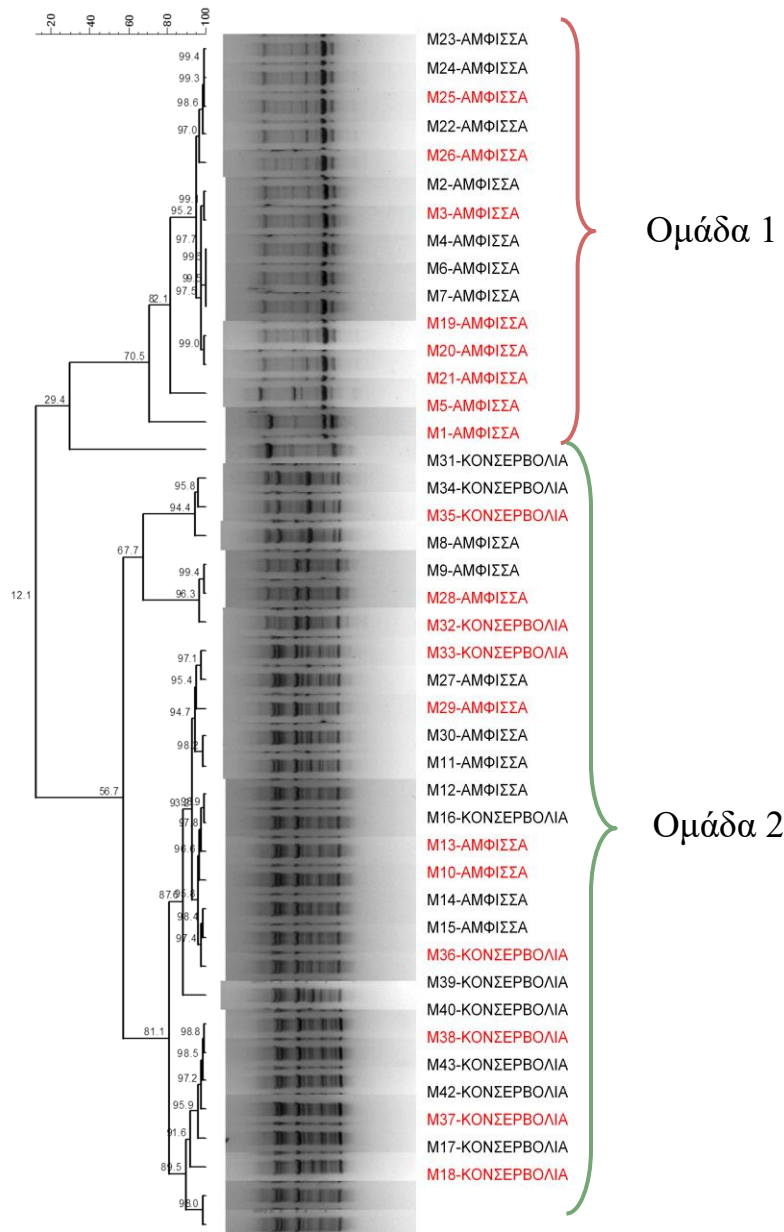 20 40 60 80 100
M23-ΑΜΦΙΣΣΑ
99.4
M24-ΑΜΦΙΣΣΑ
99.3
M25-ΑΜΦΙΣΣΑ
98.6
M22-ΑΜΦΙΣΣΑ
97.0
M26-ΑΜΦΙΣΣΑ
M2-ΑΜΦΙΣΣΑ
95.2
M3-ΑΜΦΙΣΣΑ
Ομάδα 1
97.7
M4-ΑΜΦΙΣΣΑ
M6-ΑΜΦΙΣΣΑ
97.5
M7-ΑΜΦΙΣΣΑ
82.1
M19-ΑΜΦΙΣΣΑ
99.0
M20-ΑΜΦΙΣΣΑ
70.5
M21-ΑΜΦΙΣΣΑ
29.4
M5-ΑΜΦΙΣΣΑ
M1-ΑΜΦΙΣΣΑ
M31-ΚΟΝΣΕΡΒΟΛΙΑ
95.8
M34-ΚΟΝΣΕΡΒΟΛΙΑ
94.4
M35-ΚΟΝΣΕΡΒΟΛΙΑ
67.7
M8-ΑΜΦΙΣΣΑ
99.4
M9-ΑΜΦΙΣΣΑ
96.3
12.1
M28-ΑΜΦΙΣΣΑ
M32-ΚΟΝΣΕΡΒΟΛΙΑ
97.1
M33-ΚΟΝΣΕΡΒΟΛΙΑ
95.4
M27-ΑΜΦΙΣΣΑ
94.7
M29-ΑΜΦΙΣΣΑ
M30-ΑΜΦΙΣΣΑ
M11-ΑΜΦΙΣΣΑ
56.7
M12-ΑΜΦΙΣΣΑ
M16-ΚΟΝΣΕΡΒΟΛΙΑ
97.8
Ομάδα 2
M13-ΑΜΦΙΣΣΑ
96.6
M10-ΑΜΦΙΣΣΑ
M14-ΑΜΦΙΣΣΑ
98.4
M15-ΑΜΦΙΣΣΑ
97.4
M36-ΚΟΝΣΕΡΒΟΛΙΑ
M39-ΚΟΝΣΕΡΒΟΛΙΑ
M40-ΚΟΝΣΕΡΒΟΛΙΑ
81.1
98.8
M38-ΚΟΝΣΕΡΒΟΛΙΑ
98.5
M43-ΚΟΝΣΕΡΒΟΛΙΑ
97.2
M42-ΚΟΝΣΕΡΒΟΛΙΑ
95.9
M37-ΚΟΝΣΕΡΒΟΛΙΑ
91.6
M17-ΚΟΝΣΕΡΒΟΛΙΑ
89.5
M18-ΚΟΝΣΕΡΒΟΛΙΑ